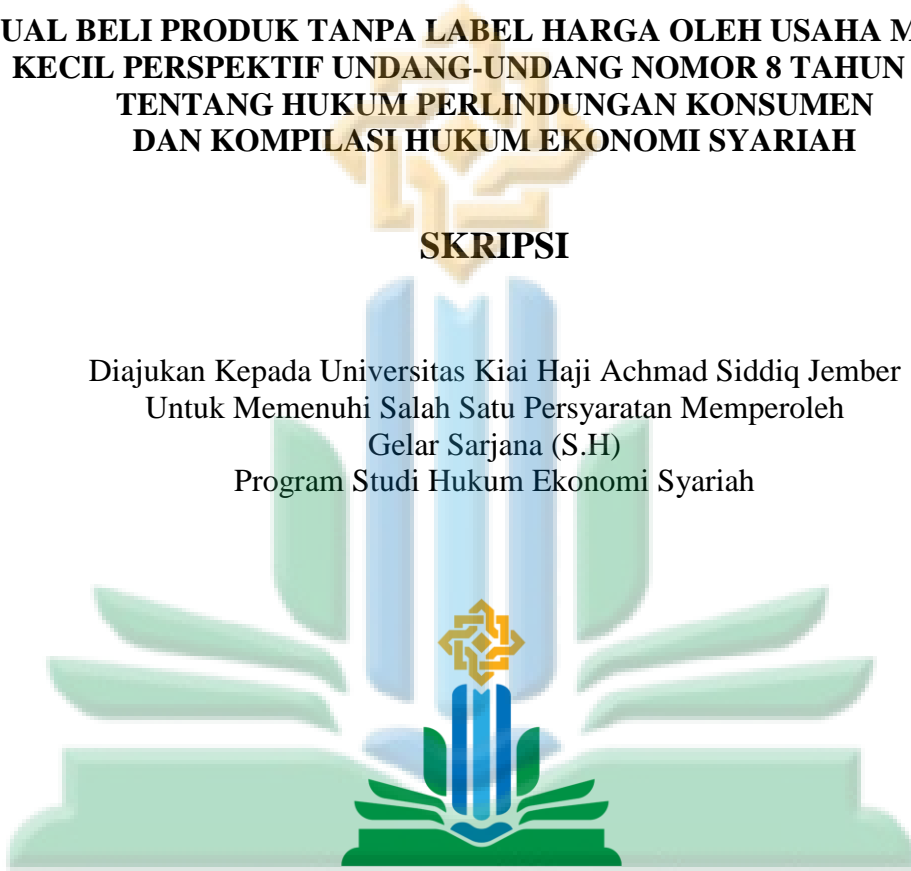 UAL BELI PRODUK TANPA LABEL HARGA OLEH USAHA M
KECIL PERSPEKTIF UNDANG-UNDANG NOMOR 8 TAHUN
TENTANG HUKUM PERLINDUNGAN KONSUMEN
DAN KOMPILASI HUKUM EKONOMI SYARIAH
SKRIPSI
Diajukan Kepada Universitas Kiai Haji Achmad Siddiq Jember
Untuk Memenuhi Salah Satu Persyaratan Memperoleh
Gelar Sarjana (S.H)
Program Studi Hukum Ekonomi Syariah